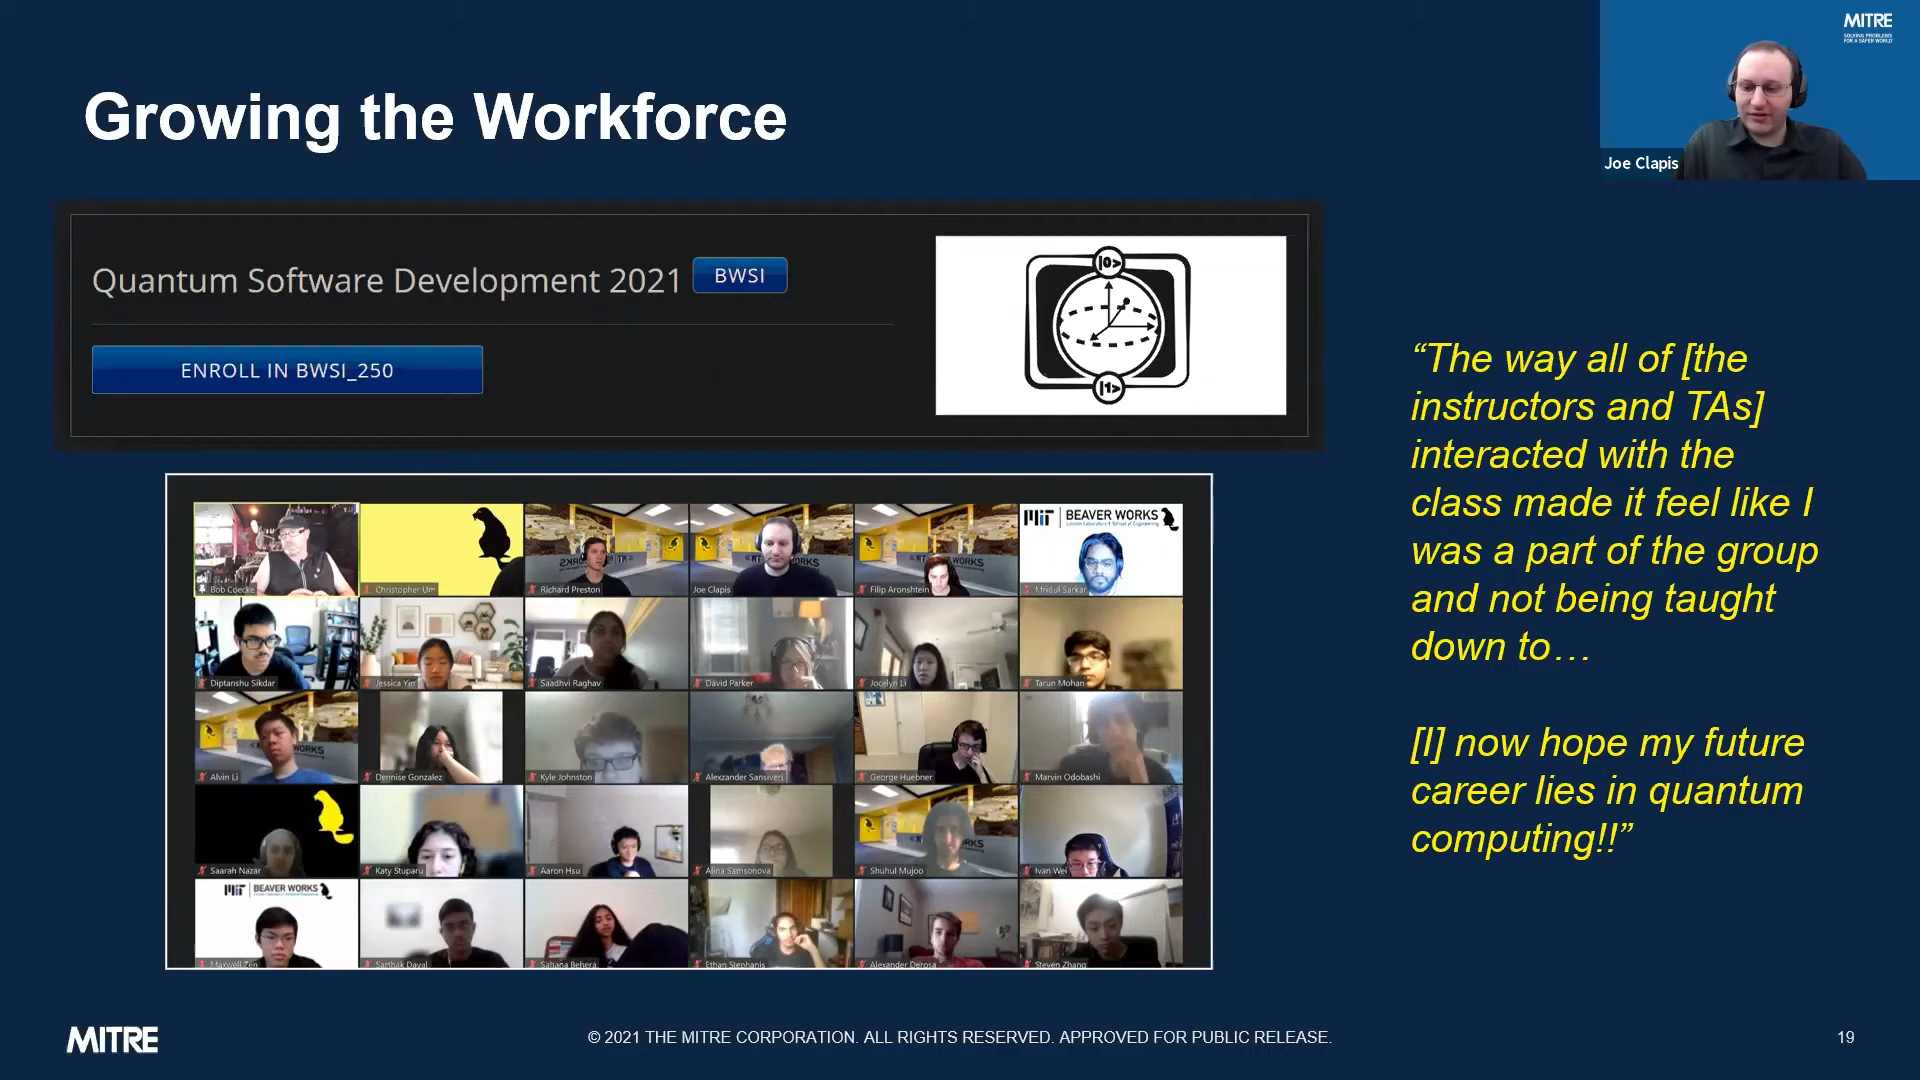 MITRE
SOLVING PROBLEMS
FOR A SAFER WORLD
Growing the Workforce
Joe Clapis
Quantum Software Development 2021 BWSI
ENROLL IN BWSI_250
|0>
|1>
“The way all of [the
instructors and TAs]
interacted with the
class made it feel like I
was a part of the group
and not being taught
down to…
[I] now hope my future
career lies in quantum
computing!!”
MIT BEAVER WORKS
Lincoln Laboratory & School of Engineering
WORKS
Bob Coecke
Christopher Um
Richard Preston
Joe Clapis
Filip Aronshtein
Mridul Sarkar
Diptanshu Sikdar
Jessica Yin
Saadhvi Raghav
David Parker
Jocelyn Li
Tarun Mohan
WORKS
Alvin Li
Dennise Gonzalez
Kyle Johnston
Alexzander Sansiveri
George Huebner
Marvin Odobashi
Saarah Nazar
Katy Stuparu
Aaron Hsu
Alina Samsonova
Shuhul Mujoo
Ivan Wei
MIT BEAVER WORKS
Maxwell Zen
Sarthak Dayal
Sahana Behera
Ethan Stephanis
Alexander Derosa
Steven Zhang
MITRE
© 2021 THE MITRE CORPORATION. ALL RIGHTS RESERVED. APPROVED FOR PUBLIC RELEASE.
19